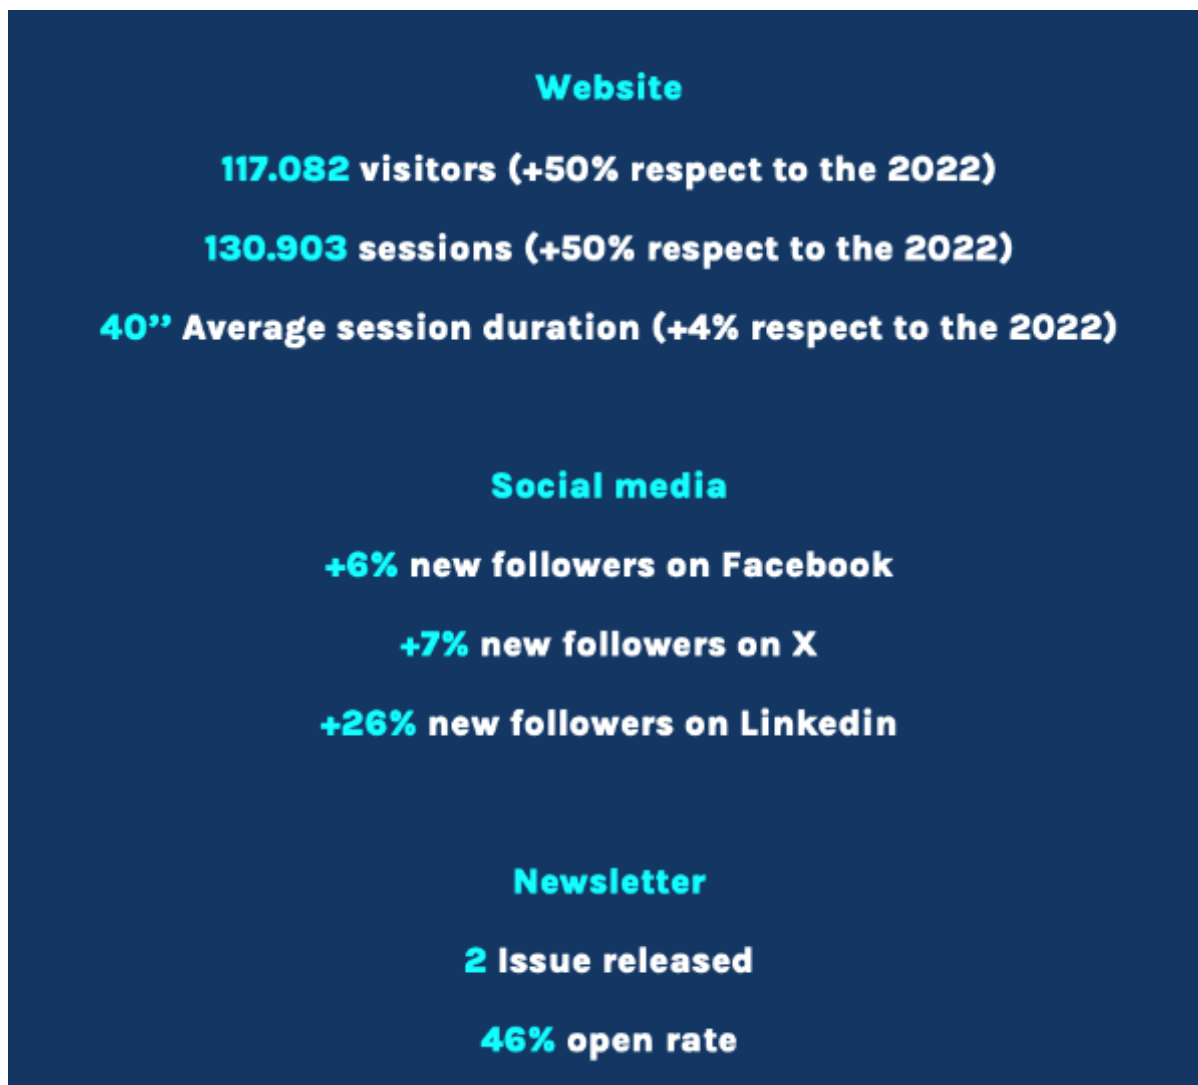 Website
117.082 visitors (+50% respect to the 2022)
130.903 sessions (+50% respect to the 2022)
40’’ Average session duration (+4% respect to the 2022)
Social media
+6% new followers on Facebook
+7% new followers on X
+26% new followers on Linkedin
Newsletter
2 Issue released
46% open rate